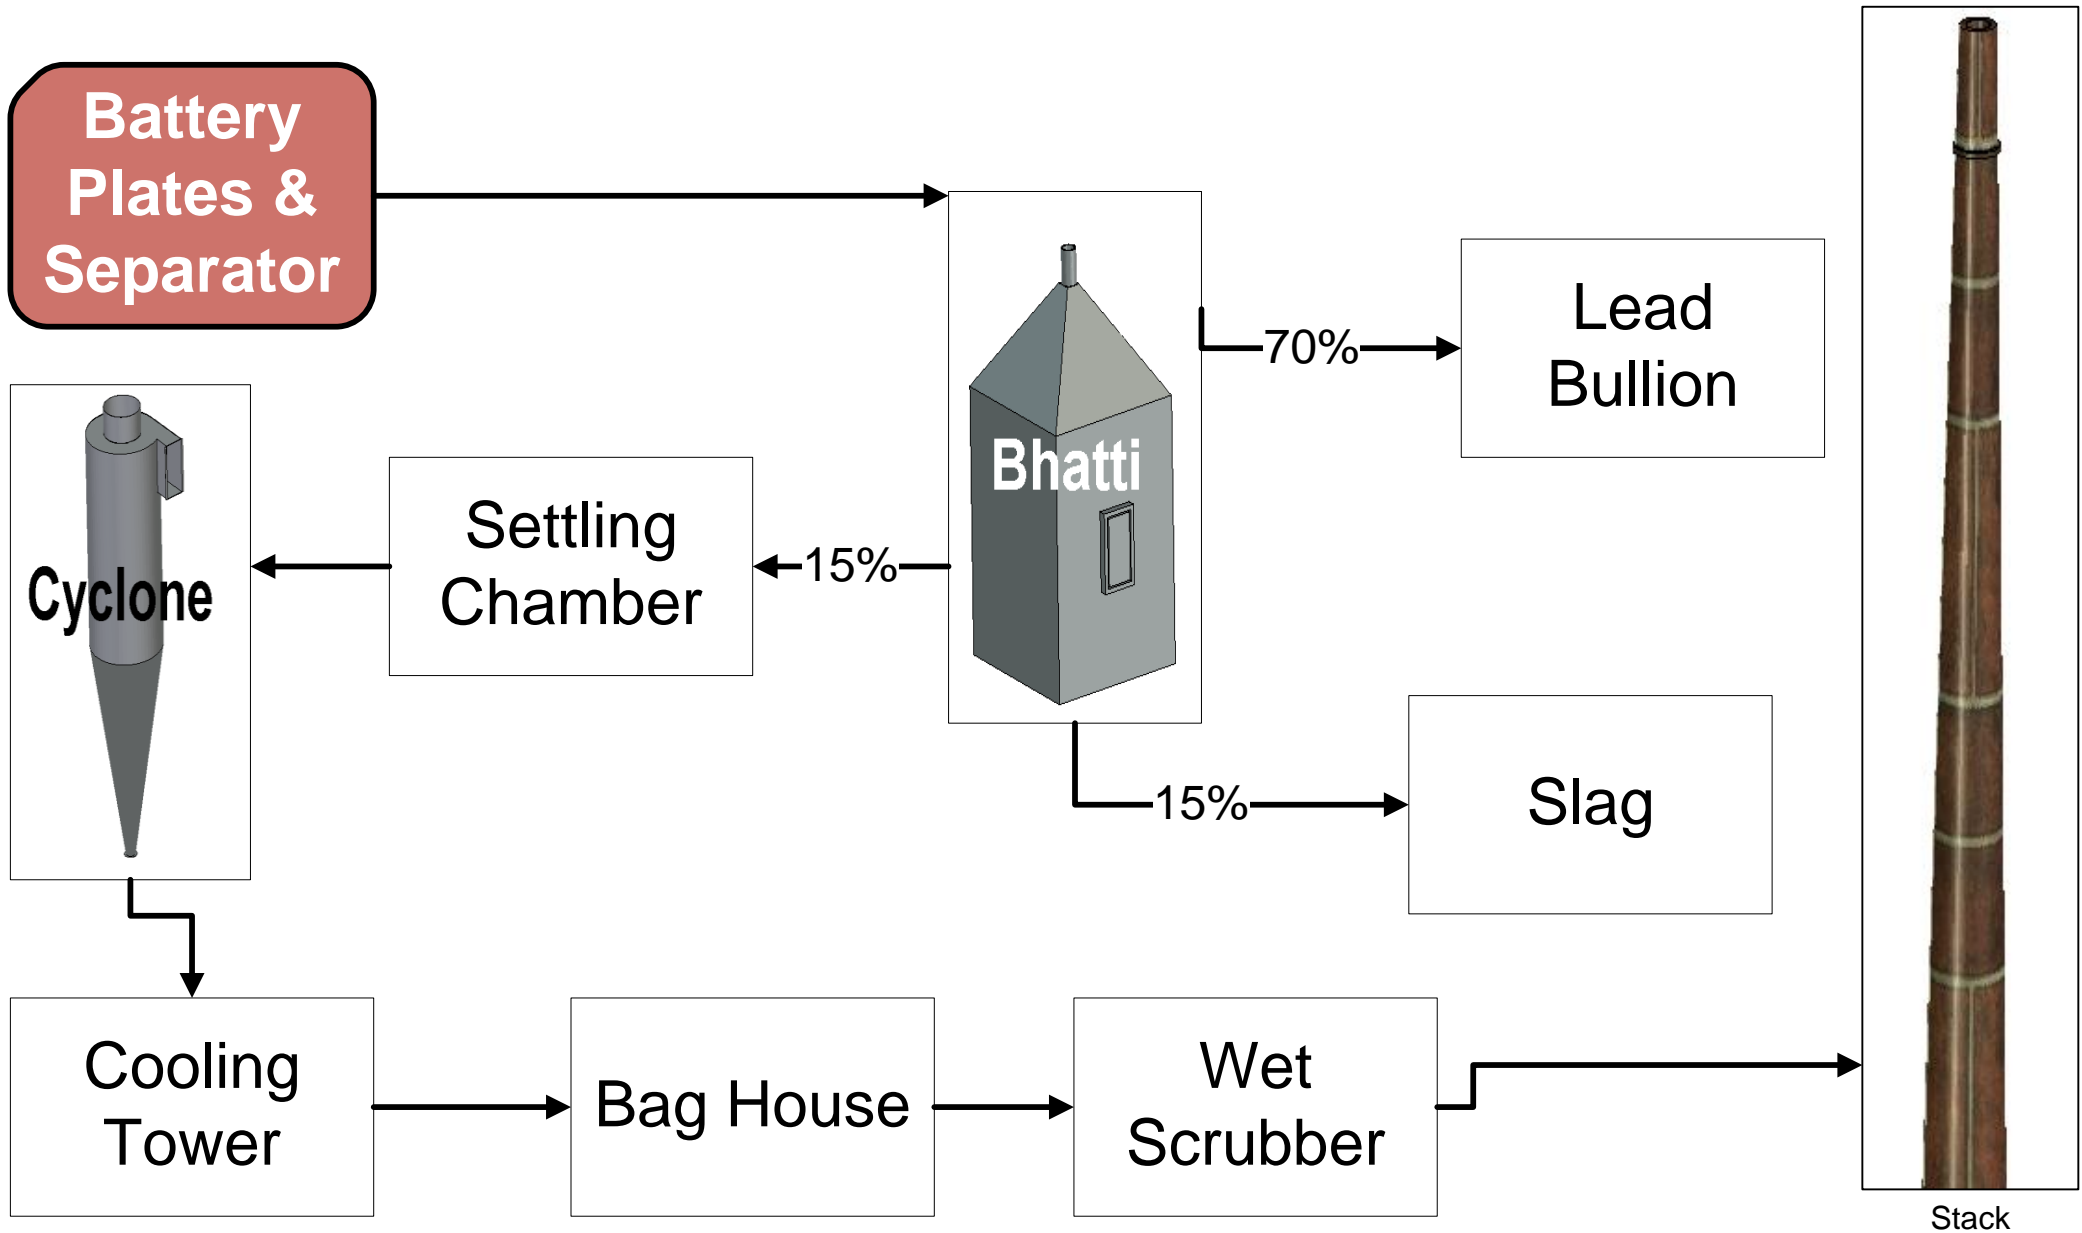 Battery
Plates &
Separator
Lead
Bullion
70%
Bhatti
Settling
Chamber
15%
Cyclone
15%
Slag
Cooling
Tower
Bag House
Wet
Scrubber
Stack